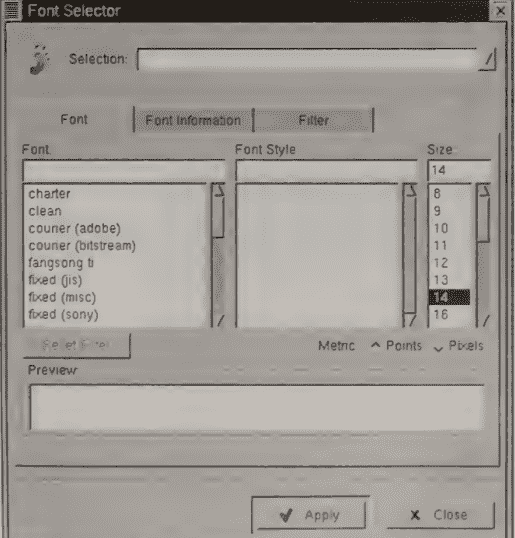 Font Selector
Selection:
Font
Font Information
Filter
Font:
Font Style
Size:
14
charter
clean
courier (adobe)
courier (bitstream)
fangsong ti
fixed (jis)
fixed (misc)
fixed (sony)
8
9
10
11
12
13
14
16
Reset Filter
Metric
Points
Pixels
Preview:
Apply
Close